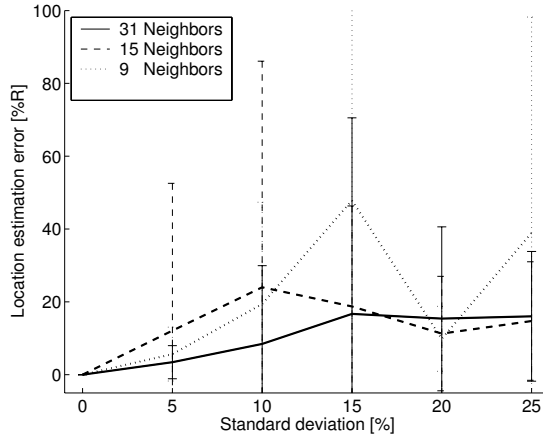 31 Neighbors
15 Neighbors
9 Neighbors
Location estimation error [%R]
100
80
60
40
20
0
0 5 10 15 20 25
Standard deviation [%]